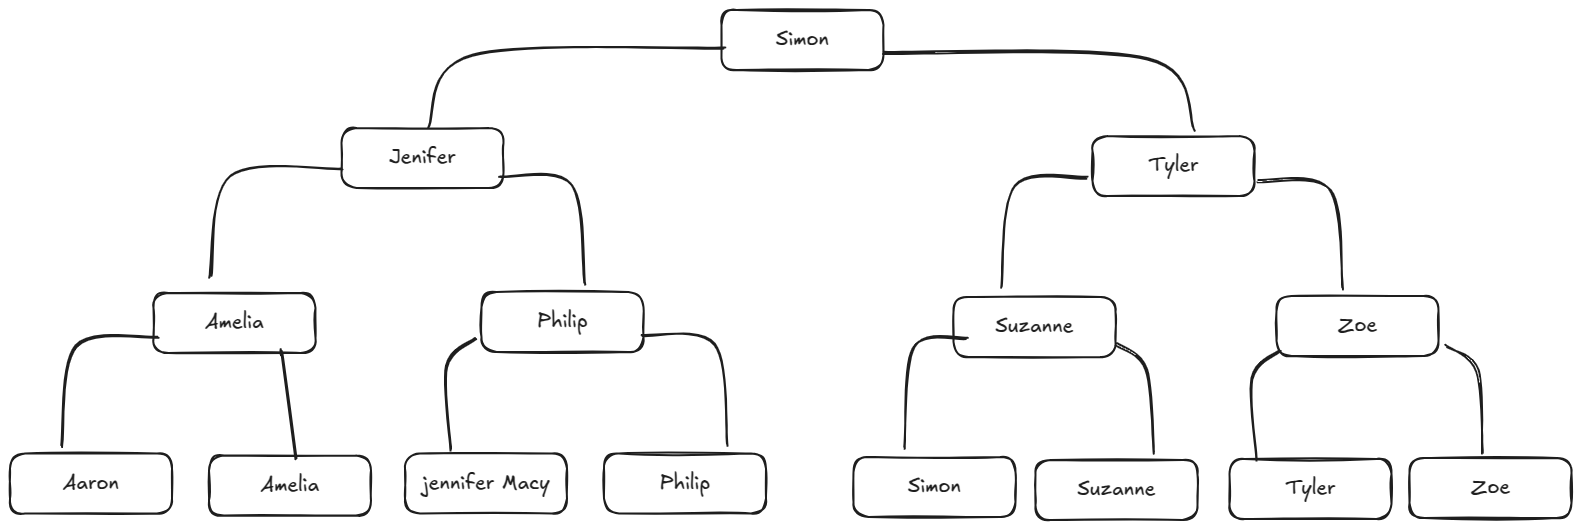 Simon
Jenifer
Tyler
Amelia
Philip
Suzanne
Zoe
Aaron
Amelia
jennifer Macy
Philip
Simon
Suzanne
Tyler
Zoe